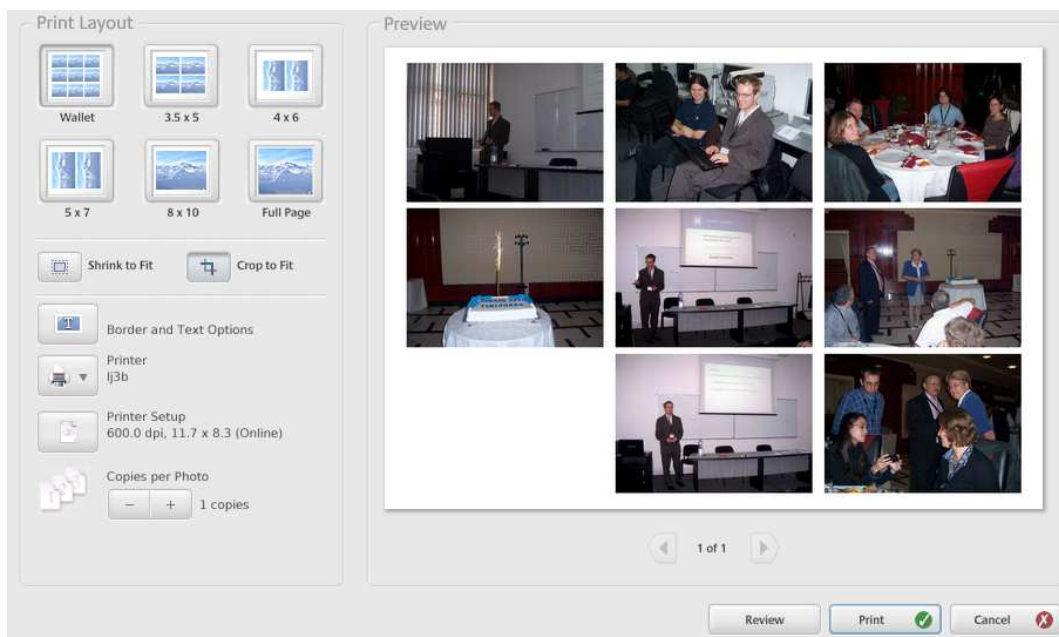 Print Layout
Wallet
3.5 x 5
4 x 6
5 x 7
8 x 10
Full Page
Shrink to Fit
Crop to Fit
T
Border and Text Options
Printer
lj3b
Printer Setup
600.0 dpi, 11.7 x 8.3 (Online)
Copies per Photo
− + 1 copies
Preview
1 of 1
Review
Print
Cancel